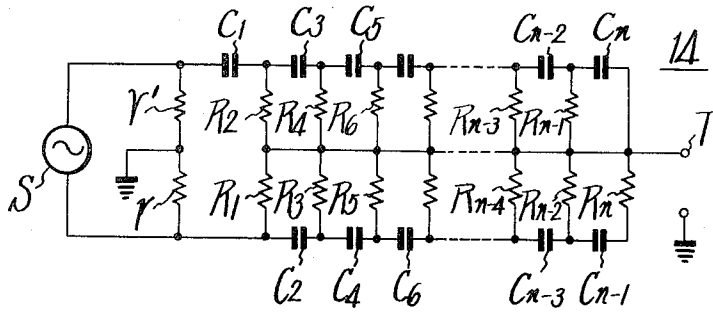 C1 C3 C5 Cn-2 Cn 14
r' R2 R4 R6 Rn-3 Rn-1 T
S r R1 R3 R5 Rn-4 Rn-2 Rn
C2 C4 C6 Cn-3 Cn-1